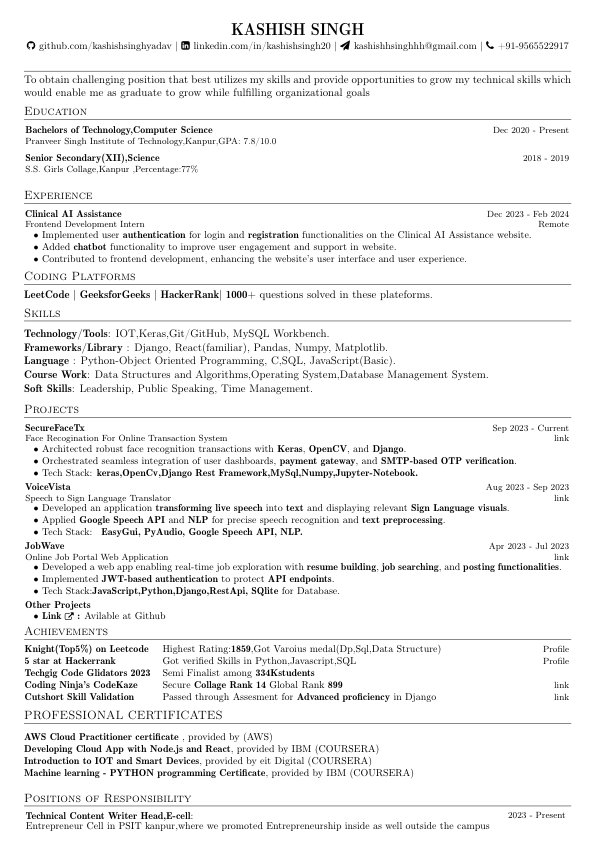 KASHISH SINGH
github.com/kashishsinghyadav | linkedin.com/in/kashishsingh20 | kashishhsinghhh@gmail.com | +91-9565522917
To obtain challenging position that best utilizes my skills and provide opportunities to grow my technical skills which
would enable me as graduate to grow while fulfilling organizational goals
Education
Bachelors of Technology,Computer Science Dec 2020 - Present
Pranveer Singh Institute of Technology,Kanpur,GPA: 7.8/10.0
Senior Secondary(XII),Science 2018 - 2019
S.S. Girls Collage,Kanpur ,Percentage:77%
Experience
Clinical AI Assistance Dec 2023 - Feb 2024
Frontend Development Intern Remote
• Implemented user authentication for login and registration functionalities on the Clinical AI Assistance website.
• Added chatbot functionality to improve user engagement and support in website.
• Contributed to frontend development, enhancing the website's user interface and user experience.
Coding Platforms
LeetCode | GeeksforGeeks | HackerRank| 1000+ questions solved in these plateforms.
Skills
Technology/Tools: IOT,Keras,Git/GitHub, MySQL Workbench.
Frameworks/Library : Django, React(familiar), Pandas, Numpy, Matplotlib.
Language : Python-Object Oriented Programming, C,SQL, JavaScript(Basic).
Course Work: Data Structures and Algorithms,Operating System,Database Management System.
Soft Skills: Leadership, Public Speaking, Time Management.
Projects
SecureFaceTx Sep 2023 - Current
Face Recogination For Online Transaction System link
• Architected robust face recognition transactions with Keras, OpenCV, and Django.
• Orchestrated seamless integration of user dashboards, payment gateway, and SMTP-based OTP verification.
• Tech Stack: keras,OpenCv,Django Rest Framework,MySql,Numpy,Jupyter-Notebook.
VoiceVista Aug 2023 - Sep 2023
Speech to Sign Language Translator link
• Developed an application transforming live speech into text and displaying relevant Sign Language visuals.
• Applied Google Speech API and NLP for precise speech recognition and text preprocessing.
• Tech Stack: EasyGui, PyAudio, Google Speech API, NLP.
JobWave Apr 2023 - Jul 2023
Online Job Portal Web Application link
• Developed a web app enabling real-time job exploration with resume building, job searching, and posting functionalities.
• Implemented JWT-based authentication to protect API endpoints.
• Tech Stack:JavaScript,Python,Django,RestApi, SQlite for Database.
Other Projects
• Link : Avilable at Github
Achievements
Knight(Top5%) on Leetcode Highest Rating:1859,Got Varoius medal(Dp,Sql,Data Structure) Profile
5 star at Hackerrank Got verified Skills in Python,Javascript,SQL Profile
Techgig Code Glidators 2023 Semi Finalist among 334Kstudents
Coding Ninja's CodeKaze Secure Collage Rank 14 Global Rank 899 link
Cutshort Skill Validation Passed through Assesment for Advanced proficiency in Django link
PROFESSIONAL CERTIFICATES
AWS Cloud Practitioner certificate , provided by (AWS)
Developing Cloud App with Node.js and React, provided by IBM (COURSERA)
Introduction to IOT and Smart Devices, provided by eit Digital (COURSERA)
Machine learning - PYTHON programming Certificate, provided by IBM (COURSERA)
Positions of Responsibility
Technical Content Writer Head,E-cell: 2023 - Present
Entrepreneur Cell in PSIT kanpur,where we promoted Entrepreneurship inside as well outside the campus